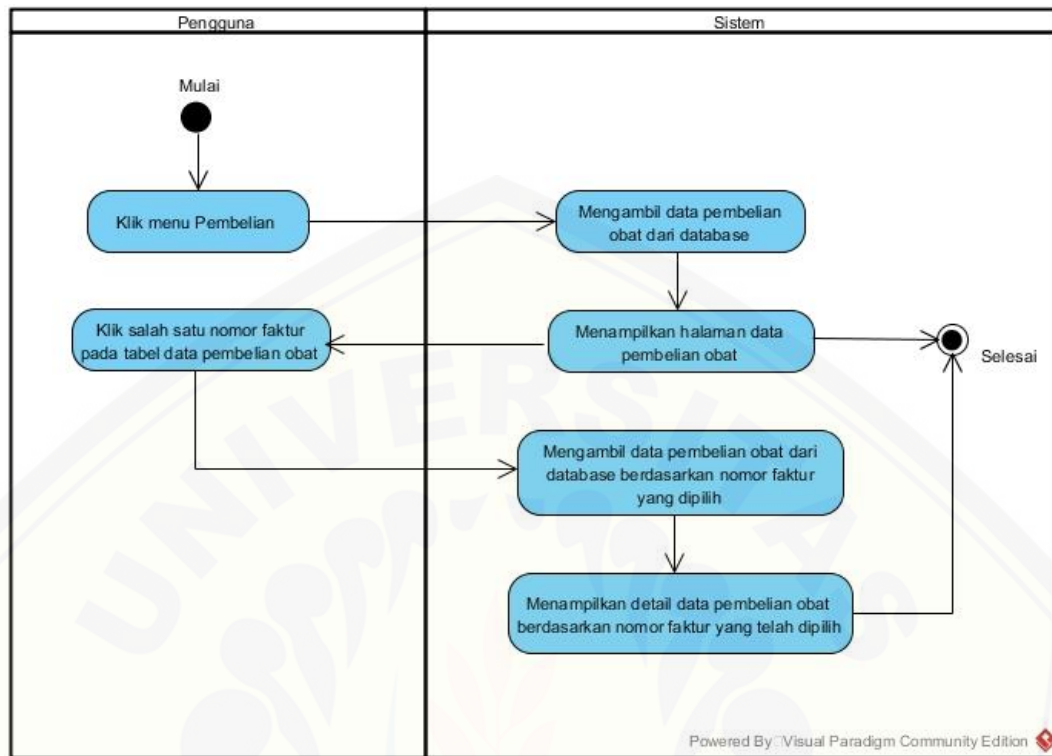 Pengguna
Sistem
Mulai
Klik menu Pembelian
Mengambil data pembelian
obat dari database
Klik salah satu nomor faktur
pada tabel data pembelian obat
Menampilkan halaman data
pembelian obat
Selesai
Mengambil data pembelian obat dari
database berdasarkan nomor faktur
yang dipilih
Menampilkan detail data pembelian obat
berdasarkan nomor faktur yang telah dipilih
UNIVERSITAS
Powered By Visual Paradigm Community Edition